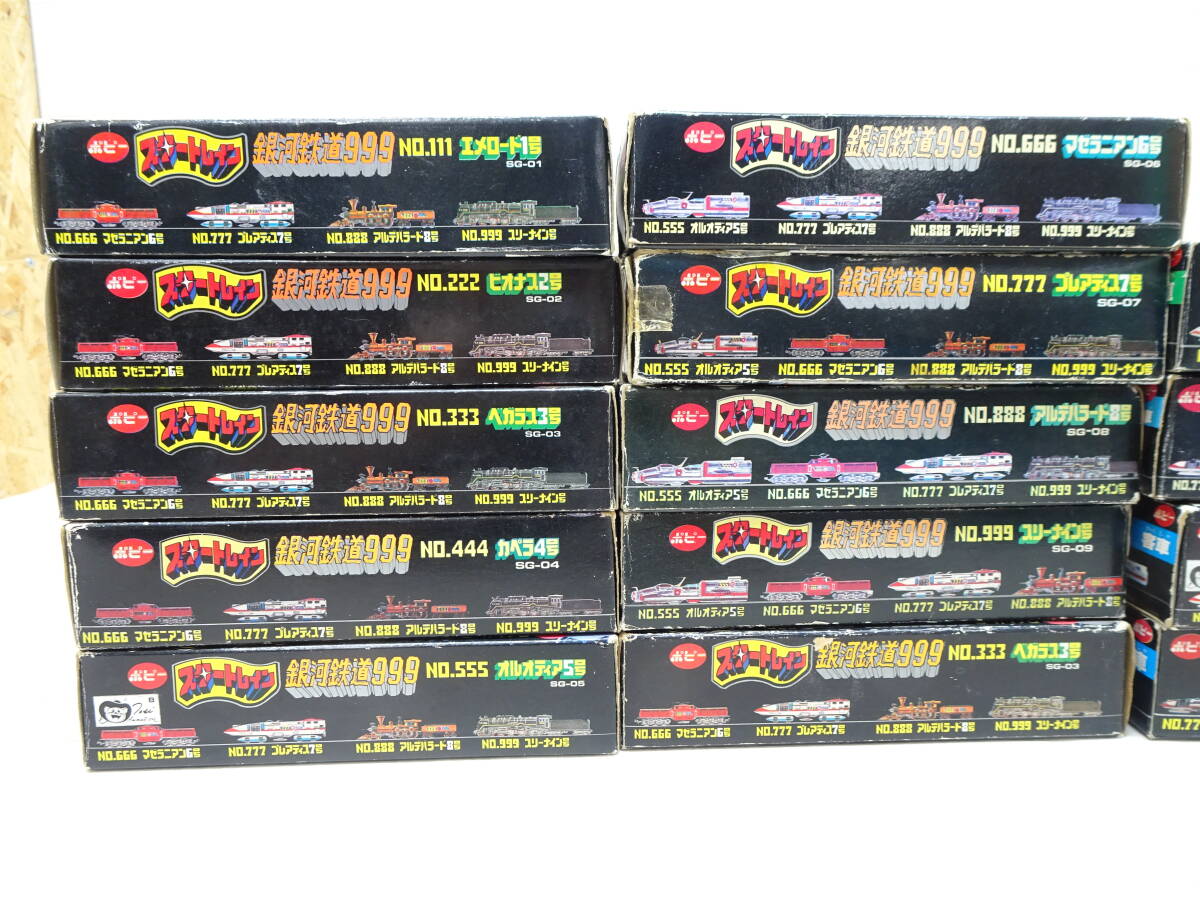 ポピー スタートレイン 銀河鉄道999 NO.111 エメロード1号
SG-01
NO.666 マゼラニアン6号 NO.777 プレアディス7号 NO.888 アルデバラード8号 NO.999 スリーナイン号
ポピー スタートレイン 銀河鉄道999 NO.222 ビオナス2号
SG-02
NO.666 マゼラニアン6号 NO.777 プレアディス7号 NO.888 アルデバラード8号 NO.999 スリーナイン号
ポピー スタートレイン 銀河鉄道999 NO.333 ペガラス3号
SG-03
NO.666 マゼラニアン6号 NO.777 プレアディス7号 NO.888 アルデバラード8号 NO.999 スリーナイン号
ポピー スタートレイン 銀河鉄道999 NO.444 カペラ4号
SG-04
NO.666 マゼラニアン6号 NO.777 プレアディス7号 NO.888 アルデバラード8号 NO.999 スリーナイン号
ポピー スタートレイン 銀河鉄道999 NO.555 オルオティア5号
SG-05
NO.666 マゼラニアン6号 NO.777 プレアディス7号 NO.888 アルデバラード8号 NO.999 スリーナイン号
ポピー スタートレイン 銀河鉄道999 NO.666 マゼラニアン6号
SG-06
NO.555 オルオティア5号 NO.777 プレアディス7号 NO.888 アルデバラード8号 NO.999 スリーナイン号
ポピー スタートレイン 銀河鉄道999 NO.777 プレアディス7号
SG-07
NO.555 オルオティア5号 NO.666 マゼラニアン6号 NO.888 アルデバラード8号 NO.999 スリーナイン号
ポピー スタートレイン 銀河鉄道999 NO.888 アルデバラード8号
SG-08
NO.555 オルオティア5号 NO.666 マゼラニアン6号 NO.777 プレアディス7号 NO.999 スリーナイン号
ポピー スタートレイン 銀河鉄道999 NO.999 スリーナイン号
SG-09
NO.555 オルオティア5号 NO.666 マゼラニアン6号 NO.777 プレアディス7号 NO.888 アルデバラード8号
ポピー スタートレイン 銀河鉄道999 NO.333 ペガラス3号
SG-03
NO.666 マゼラニアン6号 NO.777 プレアディス7号 NO.888 アルデバラード8号 NO.999 スリーナイン号
客車